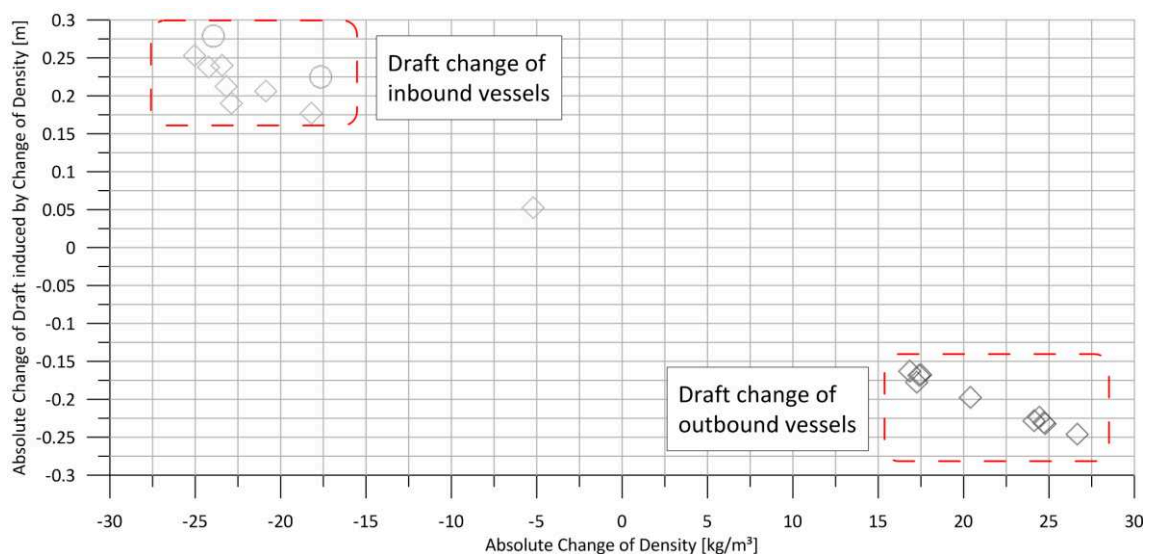 0.3
0.25
0.2
0.15
0.1
0.05
0
-0.05
-0.1
-0.15
-0.2
-0.25
-0.3
Absolute Change of Draft induced by Change of Density [m]
Draft change of
inbound vessels
Draft change of
outbound vessels
-30 -25 -20 -15 -10 -5 0 5 10 15 20 25 30
Absolute Change of Density [kg/m³]